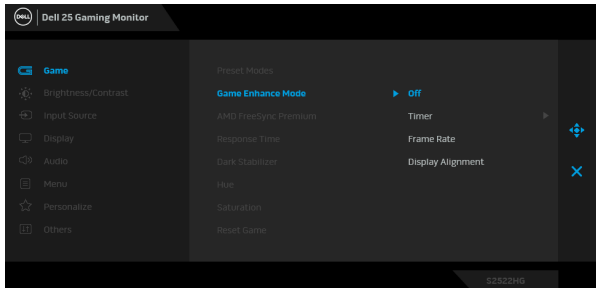 DELL Dell 25 Gaming Monitor
Game
Preset Modes
Brightness/Contrast
Game Enhance Mode
Off
Input Source
AMD FreeSync Premium
Timer
Display
Response Time
Frame Rate
Audio
Dark Stabilizer
Display Alignment
Menu
Hue
Personalize
Saturation
Others
Reset Game
S2522HG